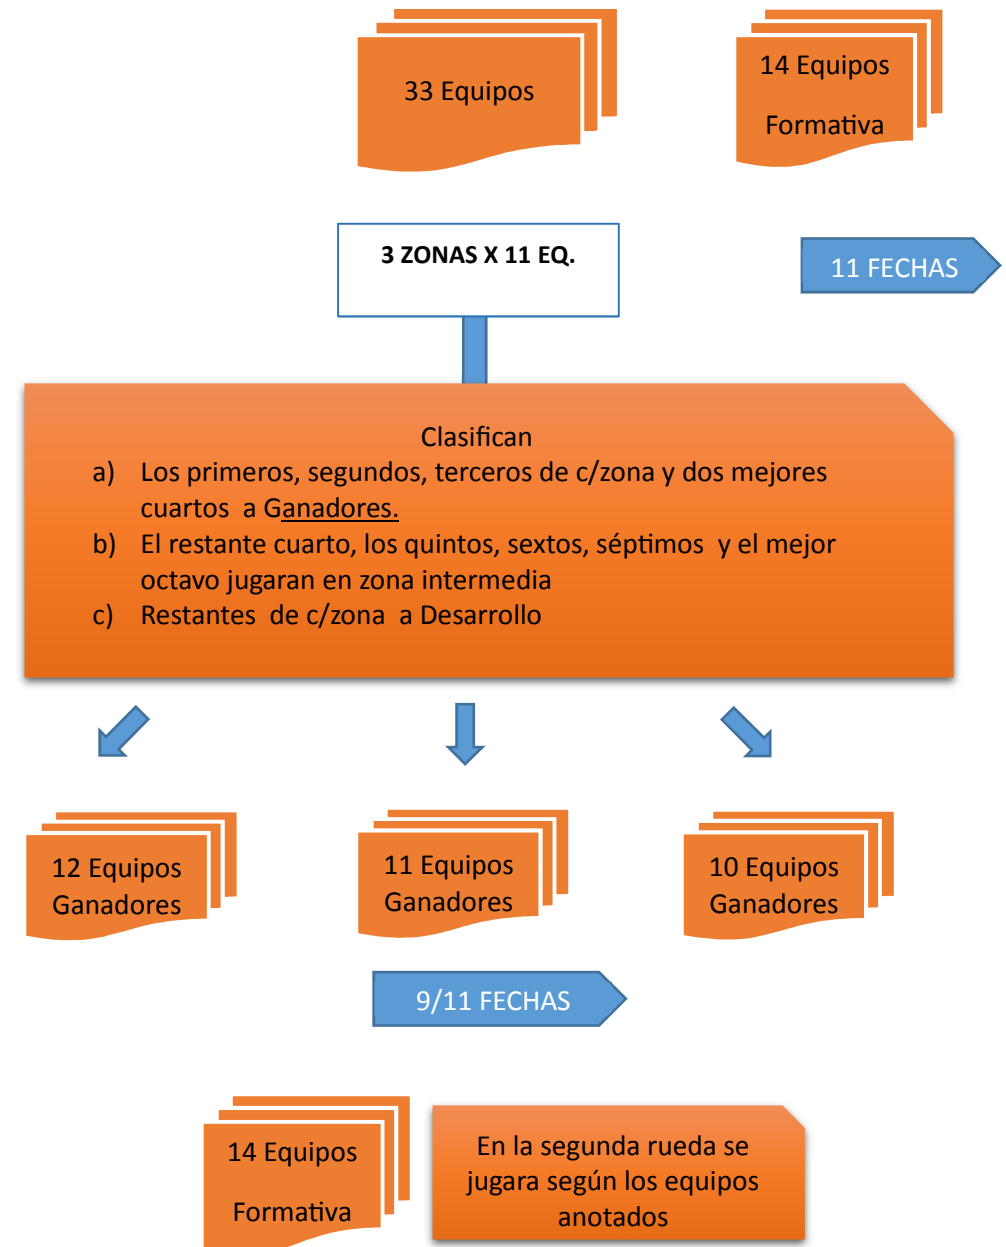 33 Equipos
14 Equipos
Formativa
3 ZONAS X 11 EQ.
11 FECHAS
Clasifican
a) Los primeros, segundos, terceros de c/zona y dos mejores
cuartos a Ganadores.
b) El restante cuarto, los quintos, sextos, séptimos y el mejor
octavo jugaran en zona intermedia
c) Restantes de c/zona a Desarrollo
12 Equipos
Ganadores
11 Equipos
Ganadores
10 Equipos
Ganadores
9/11 FECHAS
14 Equipos
Formativa
En la segunda rueda se
jugara según los equipos
anotados